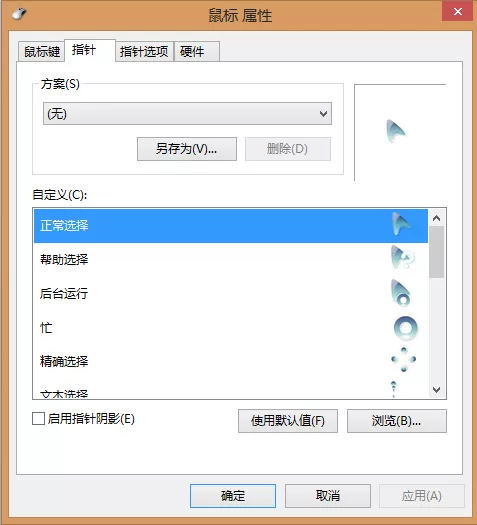 鼠标 属性
鼠标键 指针 指针选项 硬件
方案(S)
(无)
另存为(V)... 删除(D)
自定义(C):
正常选择
帮助选择
后台运行
忙
精确选择
文本选择
启用指针阴影(E) 使用默认值(F) 浏览(B)...
确定 取消 应用(A)